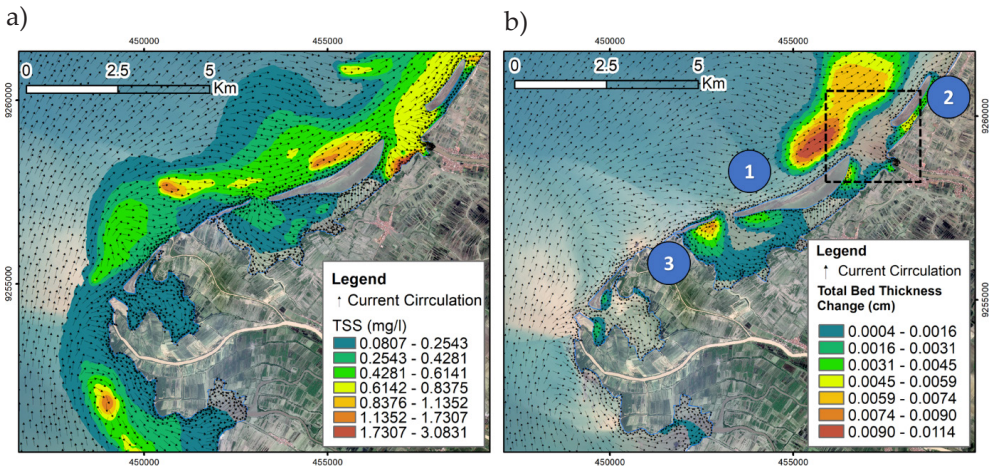 a)
450000
455000
0
2.5
5
Km
9260000
9255000
Legend
Current Cirrculation
TSS (mg/l)
0.0807 - 0.2543
0.2543 - 0.4281
0.4281 - 0.6141
0.6142 - 0.8375
0.8376 - 1.1352
1.1352 - 1.7307
1.7307 - 3.0831
450000
455000
b)
450000
455000
0
2.5
5
Km
1
2
3
9260000
9255000
Legend
Current Cirrculation
Total Bed Thickness
Change (cm)
0.0004 - 0.0016
0.0016 - 0.0031
0.0031 - 0.0045
0.0045 - 0.0059
0.0059 - 0.0074
0.0074 - 0.0090
0.0090 - 0.0114
450000
455000